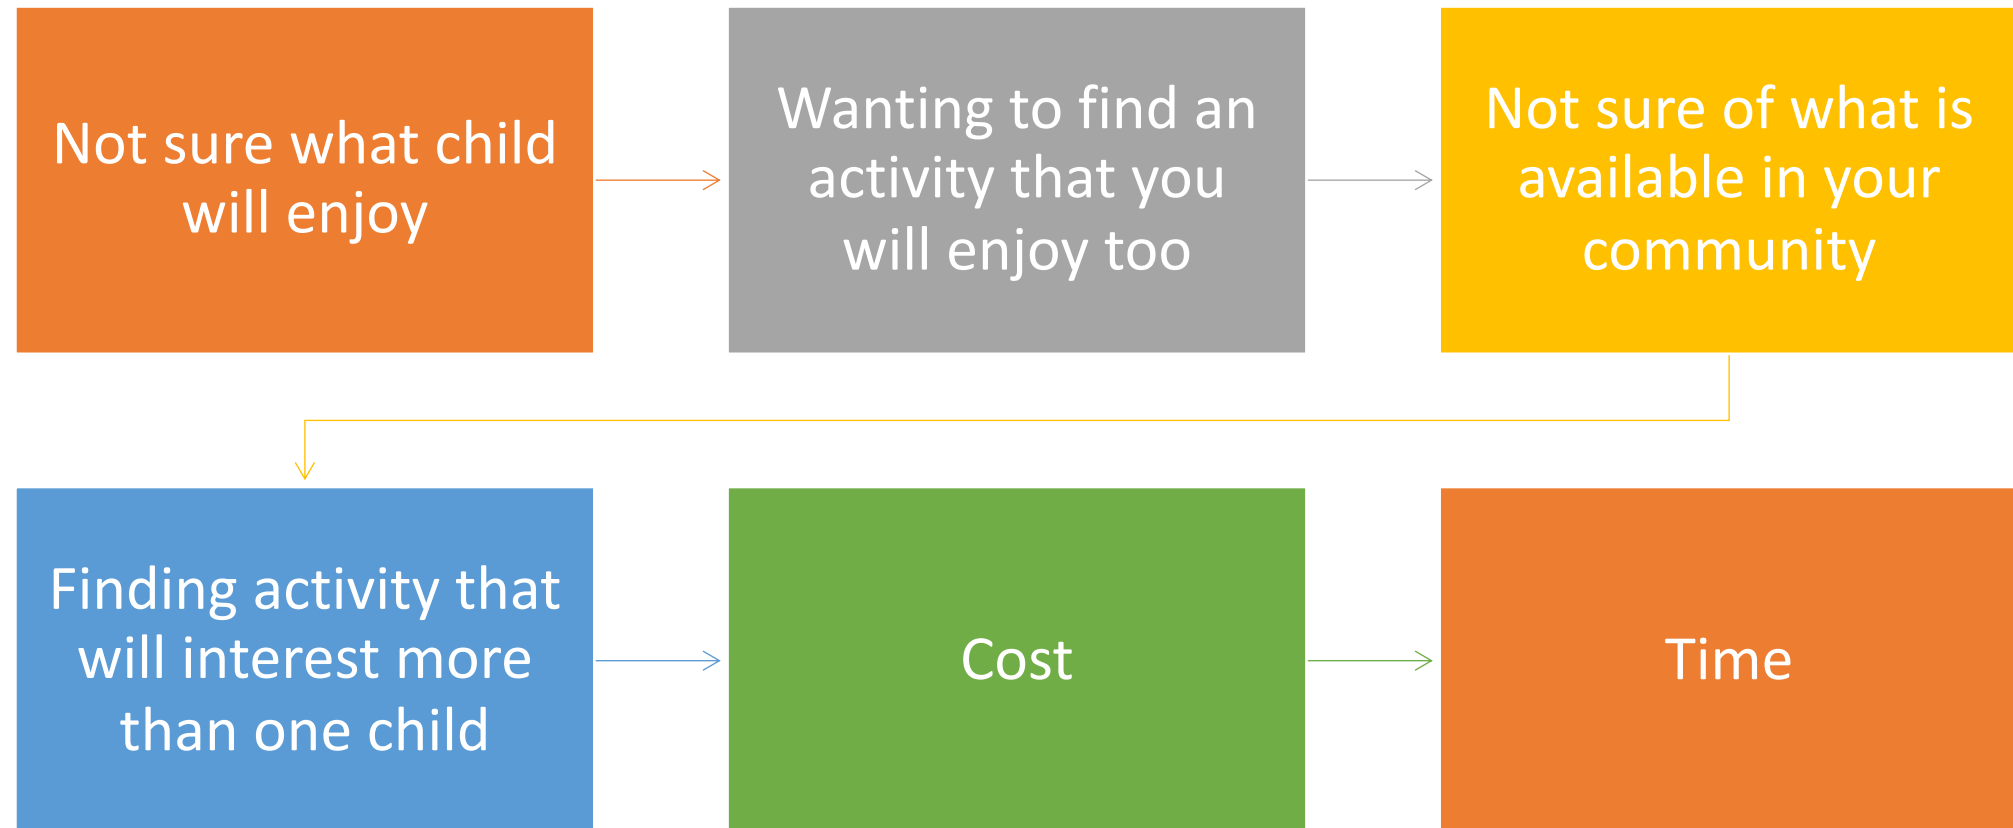 Not sure what child
will enjoy
Wanting to find an
activity that you
will enjoy too
Not sure of what is
available in your
community
Finding activity that
will interest more
than one child
Cost
Time